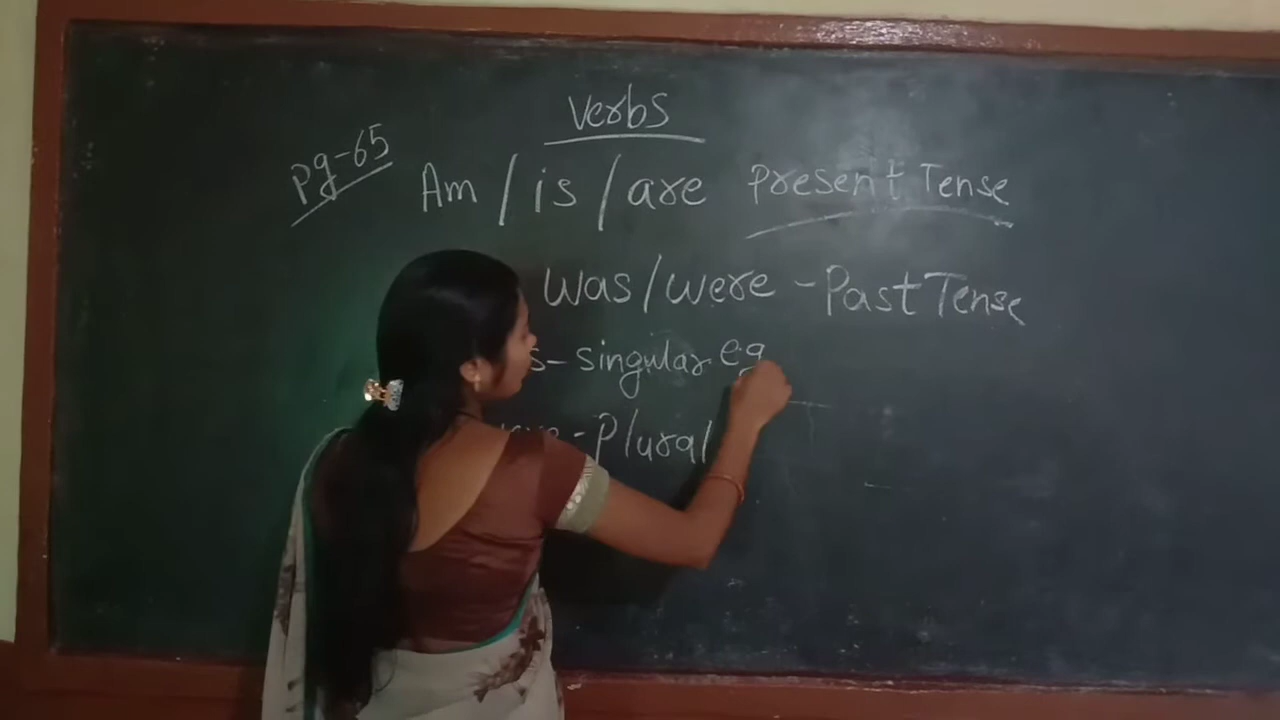 Verbs
Pg-65
Am / is / are Present Tense
Was / were - Past Tense
s - singular. eg
- Plural